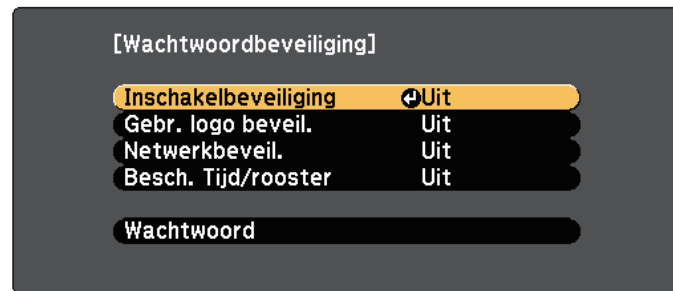 [Wachtwoordbeveiliging]
Inschakelbeveiliging Uit
Gebr. logo beveil. Uit
Netwerkbeveil. Uit
Besch. Tijd/rooster Uit
Wachtwoord